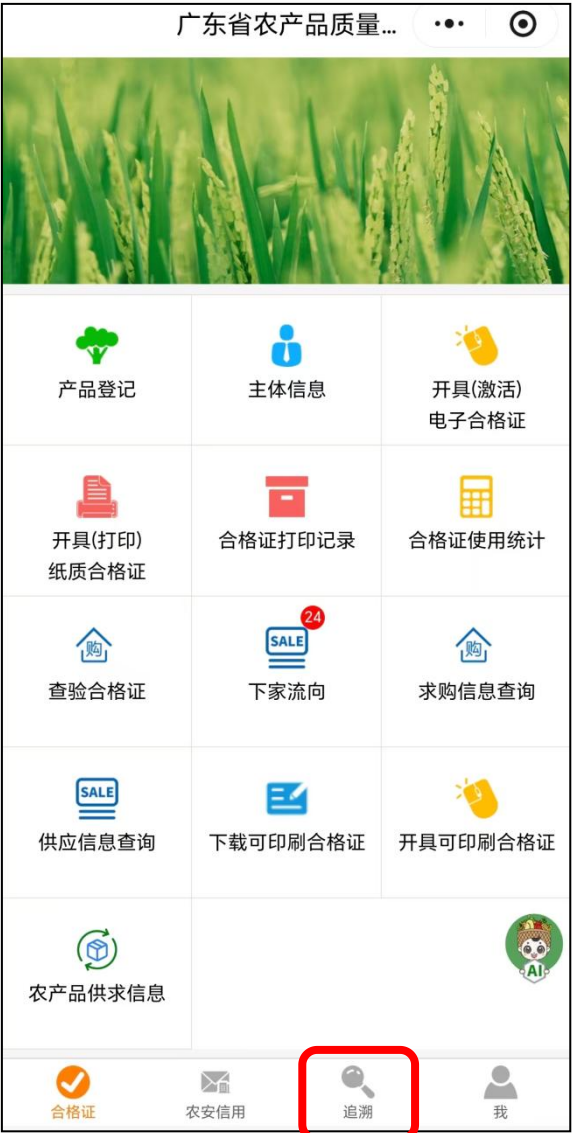 广东省农产品质量...
产品登记
主体信息
开具(激活)
电子合格证
开具(打印)
纸质合格证
合格证打印记录
合格证使用统计
购
查验合格证
24
SALE
下家流向
购
求购信息查询
SALE
供应信息查询
下载可印刷合格证
开具可印刷合格证
农产品供求信息
AI
合格证
农安信用
追溯
我